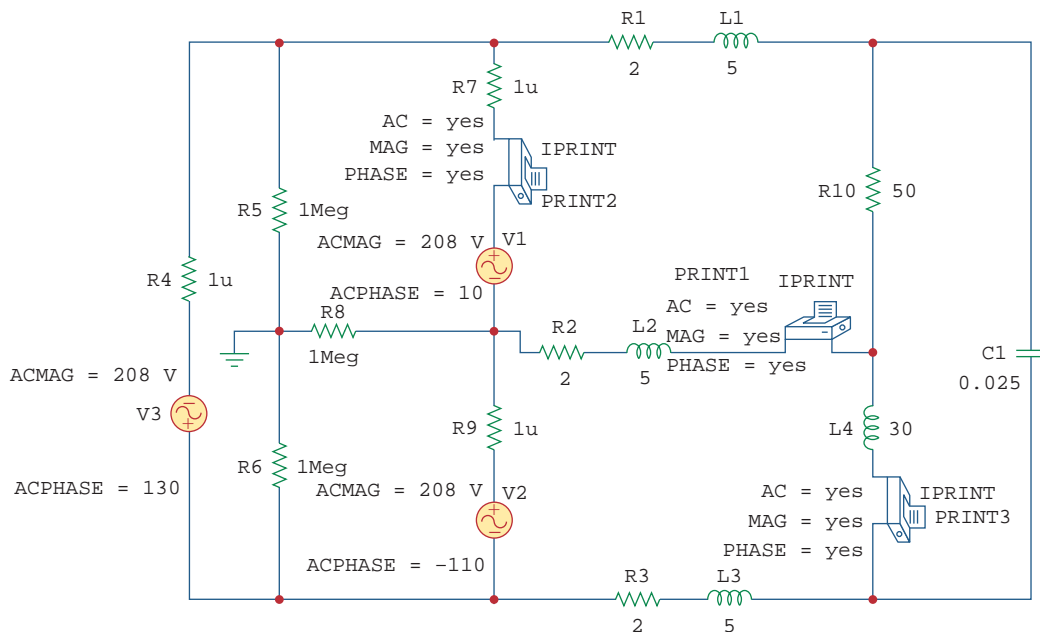 R1
L1
2
5
R7
1u
AC = yes
MAG = yes
PHASE = yes
IPRINT
PRINT2
R5
1Meg
R10
50
ACMAG = 208 V
V1
ACPHASE = 10
R4
1u
R8
1Meg
PRINT1
IPRINT
AC = yes
MAG = yes
PHASE = yes
R2
L2
2
5
C1
0.025
ACMAG = 208 V
V3
ACPHASE = 130
R9
1u
L4
30
R6
1Meg
ACMAG = 208 V
V2
ACPHASE = –110
AC = yes
MAG = yes
PHASE = yes
IPRINT
PRINT3
R3
L3
2
5